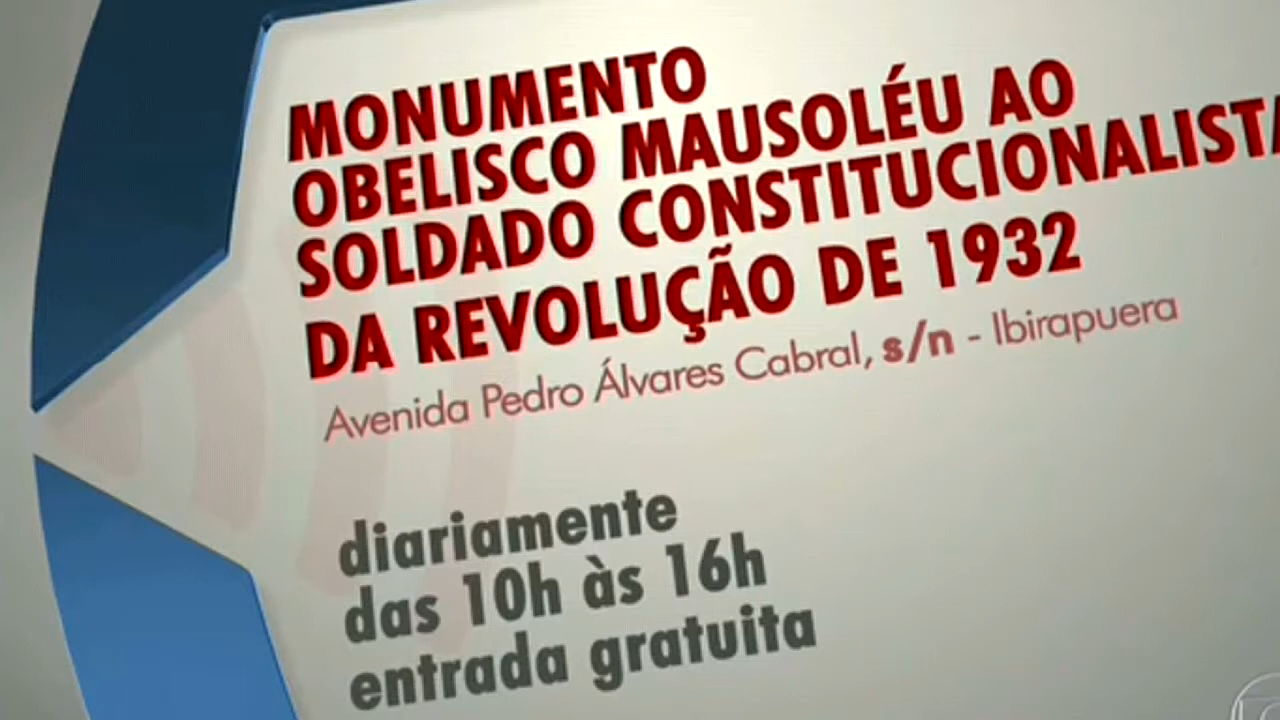 MONUMENTO
OBELISCO MAUSOLÉU AO
SOLDADO CONSTITUCIONALISTA
DA REVOLUÇÃO DE 1932
Avenida Pedro Álvares Cabral, s/n - Ibirapuera
diariamente
das 10h às 16h
entrada gratuita